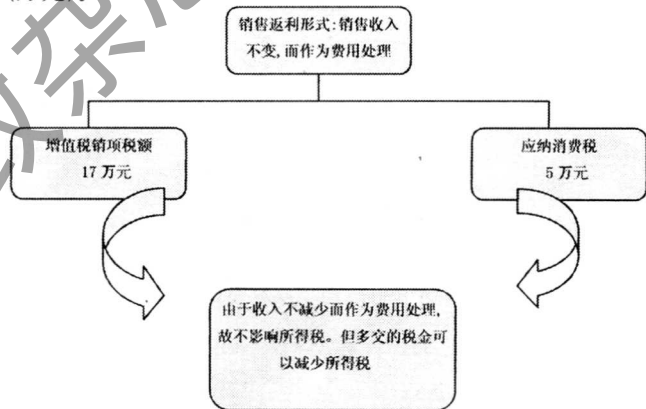 销售返利形式:销售收入
不变,而作为费用处理
增值税销项税额
17万元
应纳消费税
5万元
由于收入不减少而作为费用处理,
故不影响所得税。但多交的税金可
以减少所得税